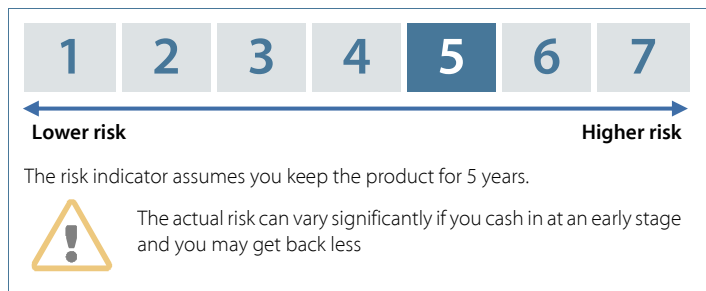 1 2 3 4 5 6 7
Lower risk Higher risk
The risk indicator assumes you keep the product for 5 years.
The actual risk can vary significantly if you cash in at an early stage
and you may get back less